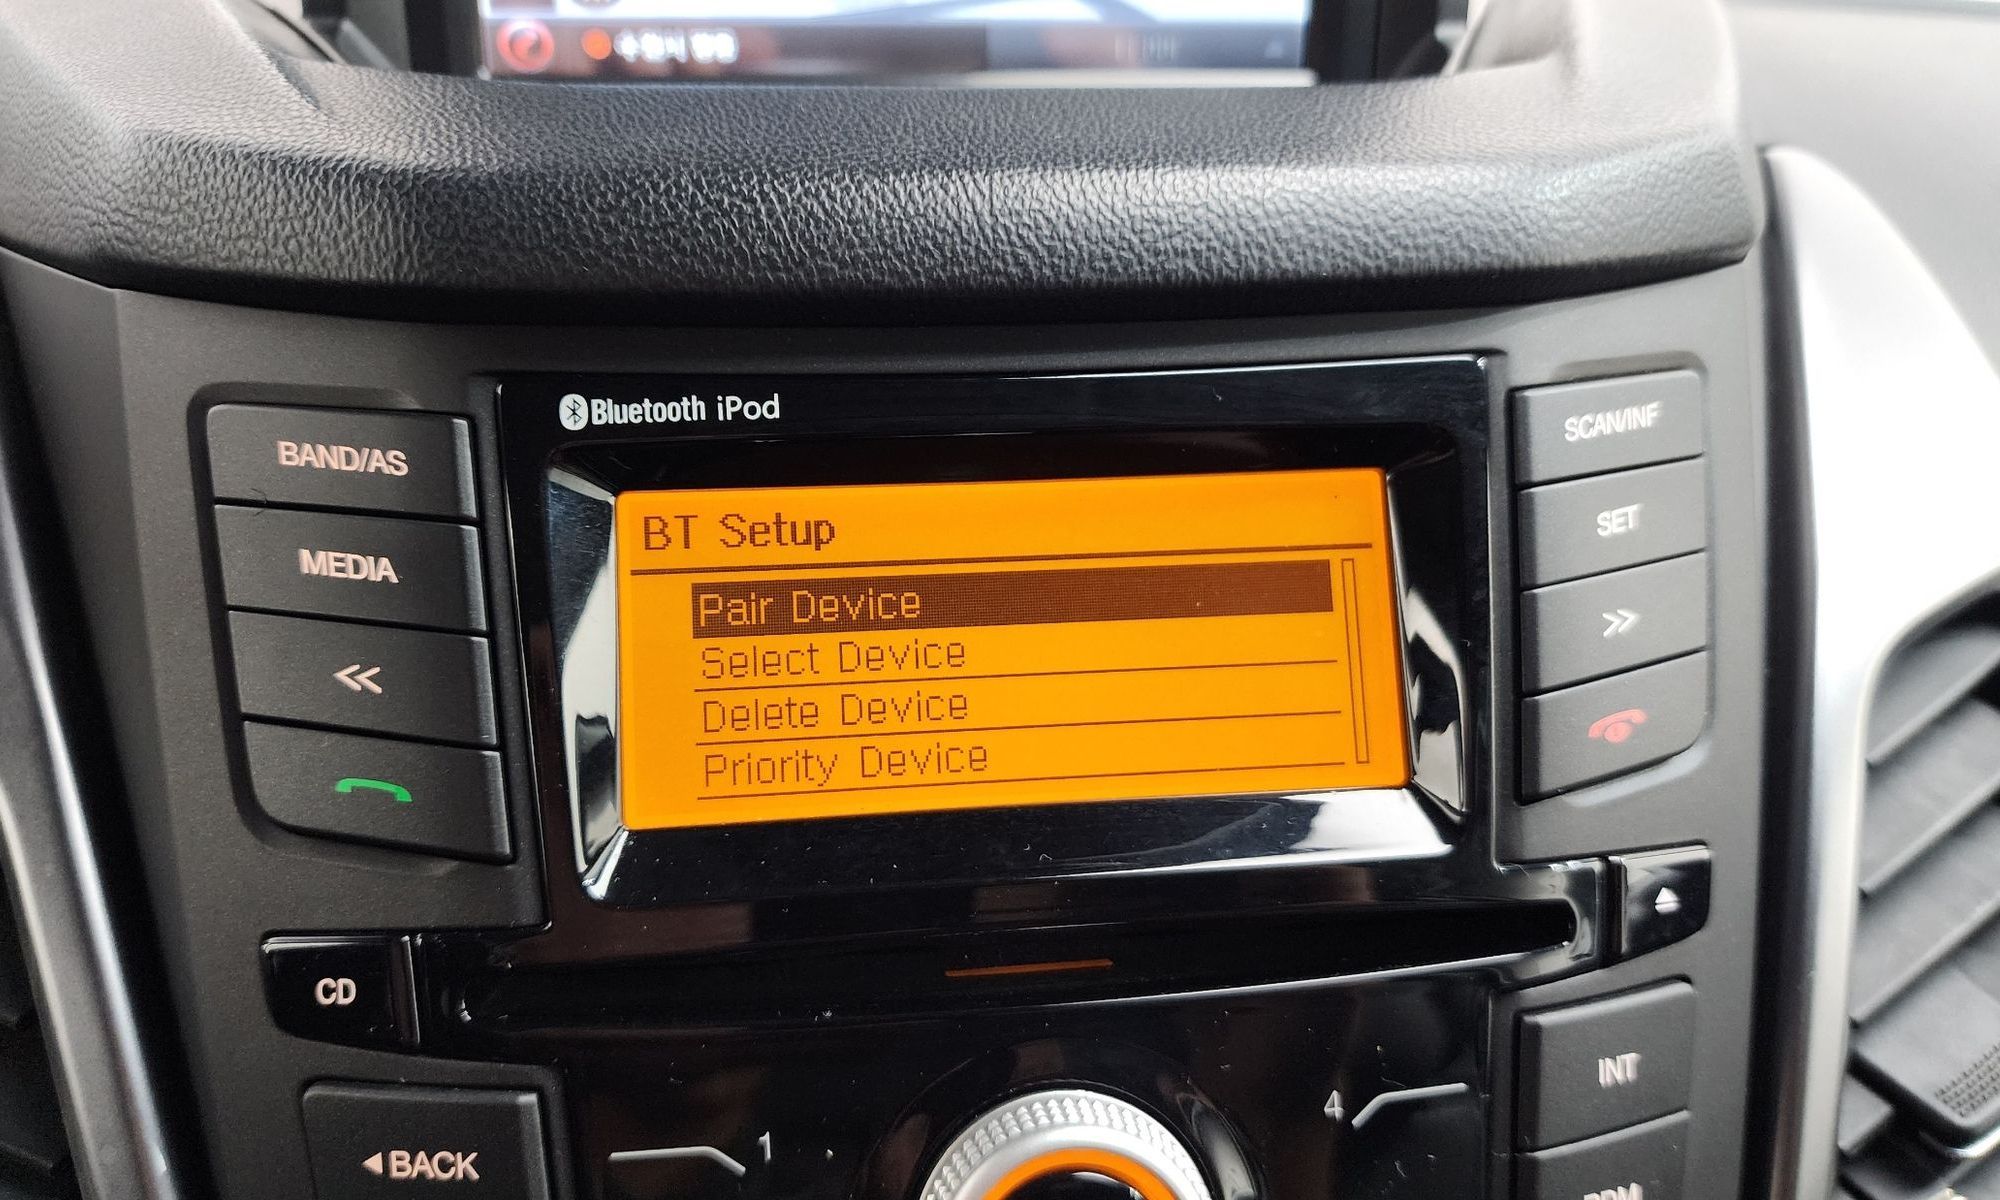 Bluetooth iPod
BAND/AS
MEDIA
SCAN/INF
SET
BT Setup
Pair Device
Select Device
Delete Device
Priority Device
CD
INT
4
1
BACK